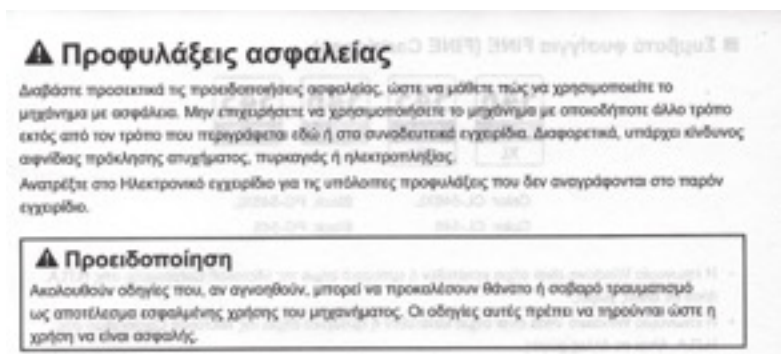 ⚠ Προφυλάξεις ασφαλείας
Διαβάστε προσεκτικά τις προειδοποιήσεις ασφαλείας, ώστε να μάθετε πώς να χρησιμοποιείτε το
μηχάνημα με ασφάλεια. Μην επιχειρήσετε να χρησιμοποιήσετε το μηχάνημα με οποιοδήποτε άλλο τρόπο
εκτός από τον τρόπο που περιγράφεται εδώ ή στα συνοδευτικά εγχειρίδια. Διαφορετικά, υπάρχει κίνδυνος
αιφνίδιας πρόκλησης ατυχήματος, πυρκαγιάς ή ηλεκτροπληξίας.
Ανατρέξτε στο Ηλεκτρονικό εγχειρίδιο για τις υπόλοιπες προφυλάξεις που δεν αναγράφονται στο παρόν
εγχειρίδιο.
⚠ Προειδοποίηση
Ακολουθούν οδηγίες που, αν αγνοηθούν, μπορεί να προκαλέσουν θάνατο ή σοβαρό τραυματισμό
ως αποτέλεσμα εσφαλμένης χρήσης του μηχανήματος. Οι οδηγίες αυτές πρέπει να τηρούνται ώστε η
χρήση να είναι ασφαλής.